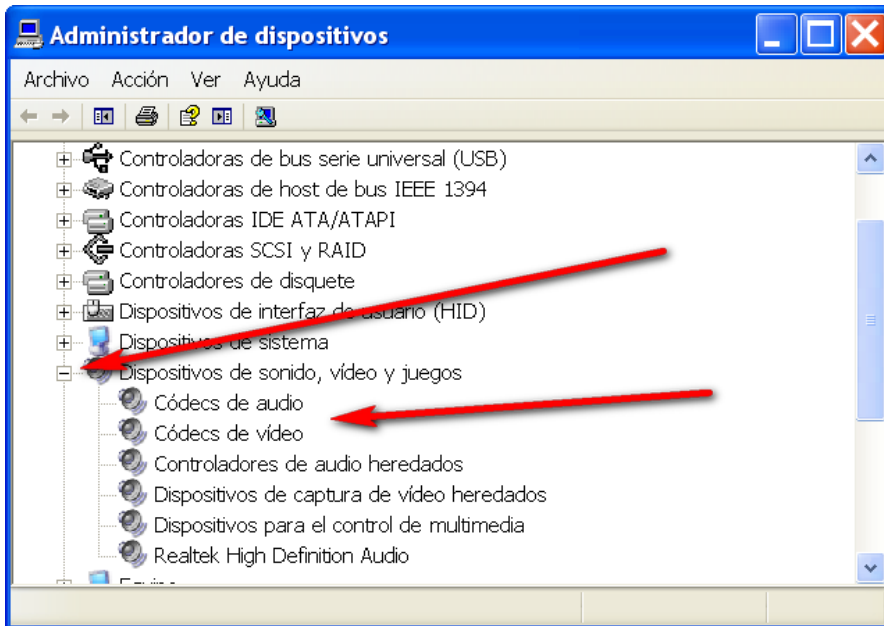 Administrador de dispositivos
Archivo Acción Ver Ayuda
Controladoras de bus serie universal (USB)
Controladoras de host de bus IEEE 1394
Controladoras IDE ATA/ATAPI
Controladoras SCSI y RAID
Controladores de disquete
Dispositivos de interfaz de usuario (HID)
Dispositivos de sistema
Dispositivos de sonido, vídeo y juegos
Códecs de audio
Códecs de vídeo
Controladores de audio heredados
Dispositivos de captura de vídeo heredados
Dispositivos para el control de multimedia
Realtek High Definition Audio